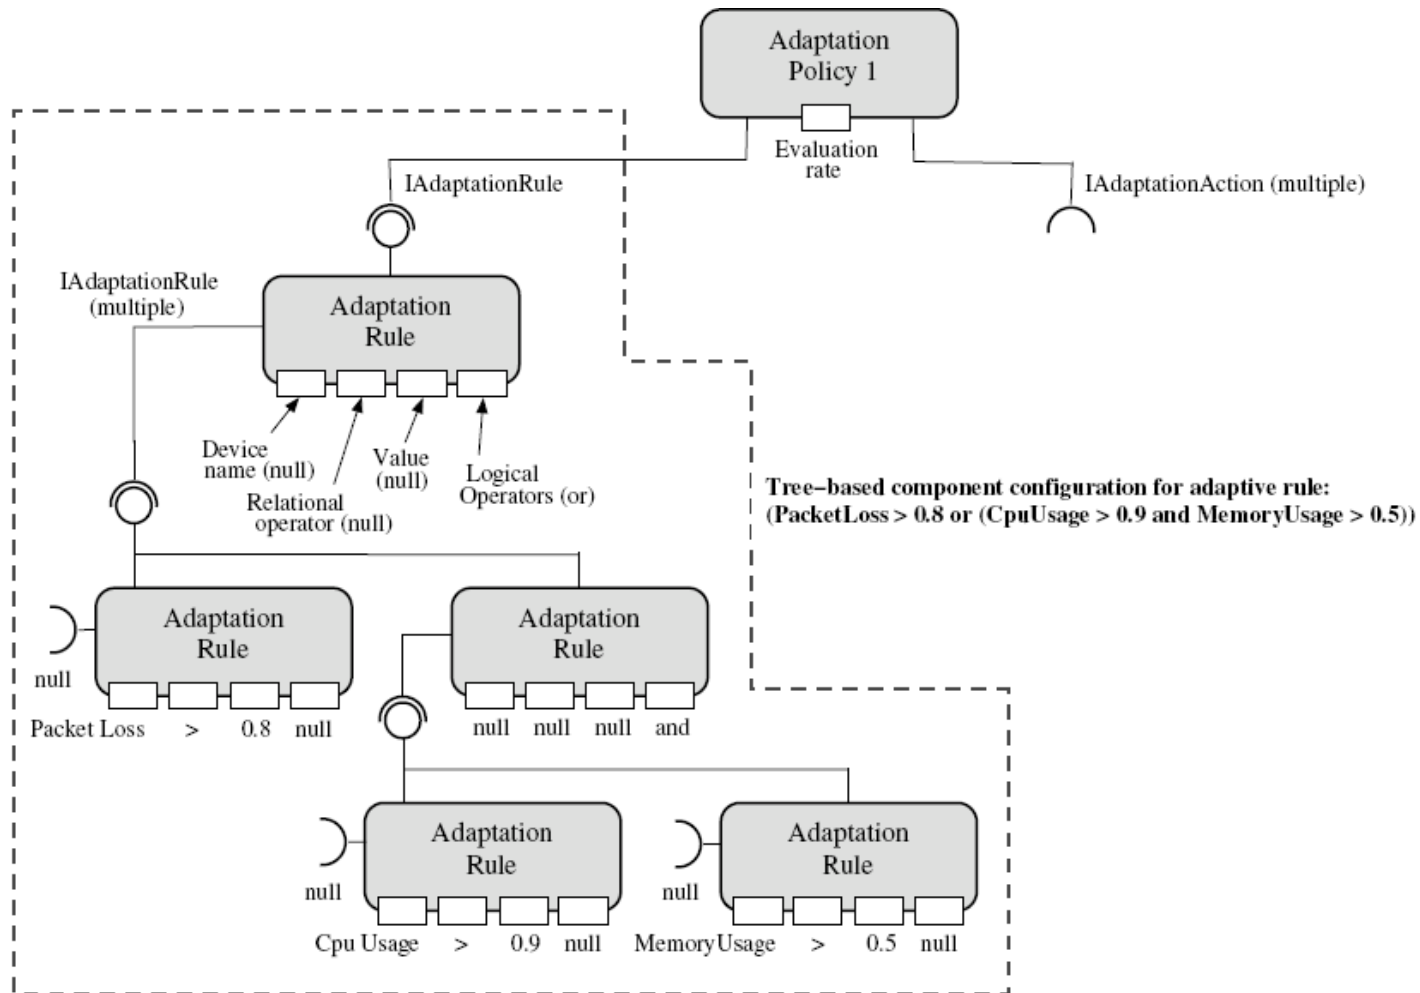 Adaptation
Policy 1
Evaluation
rate
IAdaptationRule
IAdaptationAction (multiple)
IAdaptationRule
(multiple)
Adaptation
Rule
Device
name (null)
Relational
operator (null)
Value
(null)
Logical
Operators (or)
Tree-based component configuration for adaptive rule:
(PacketLoss > 0.8 or (CpuUsage > 0.9 and MemoryUsage > 0.5))
Adaptation
Rule
null
Packet Loss > 0.8 null
Adaptation
Rule
null null null and
Adaptation
Rule
null
Cpu Usage > 0.9 null
Adaptation
Rule
null
MemoryUsage > 0.5 null